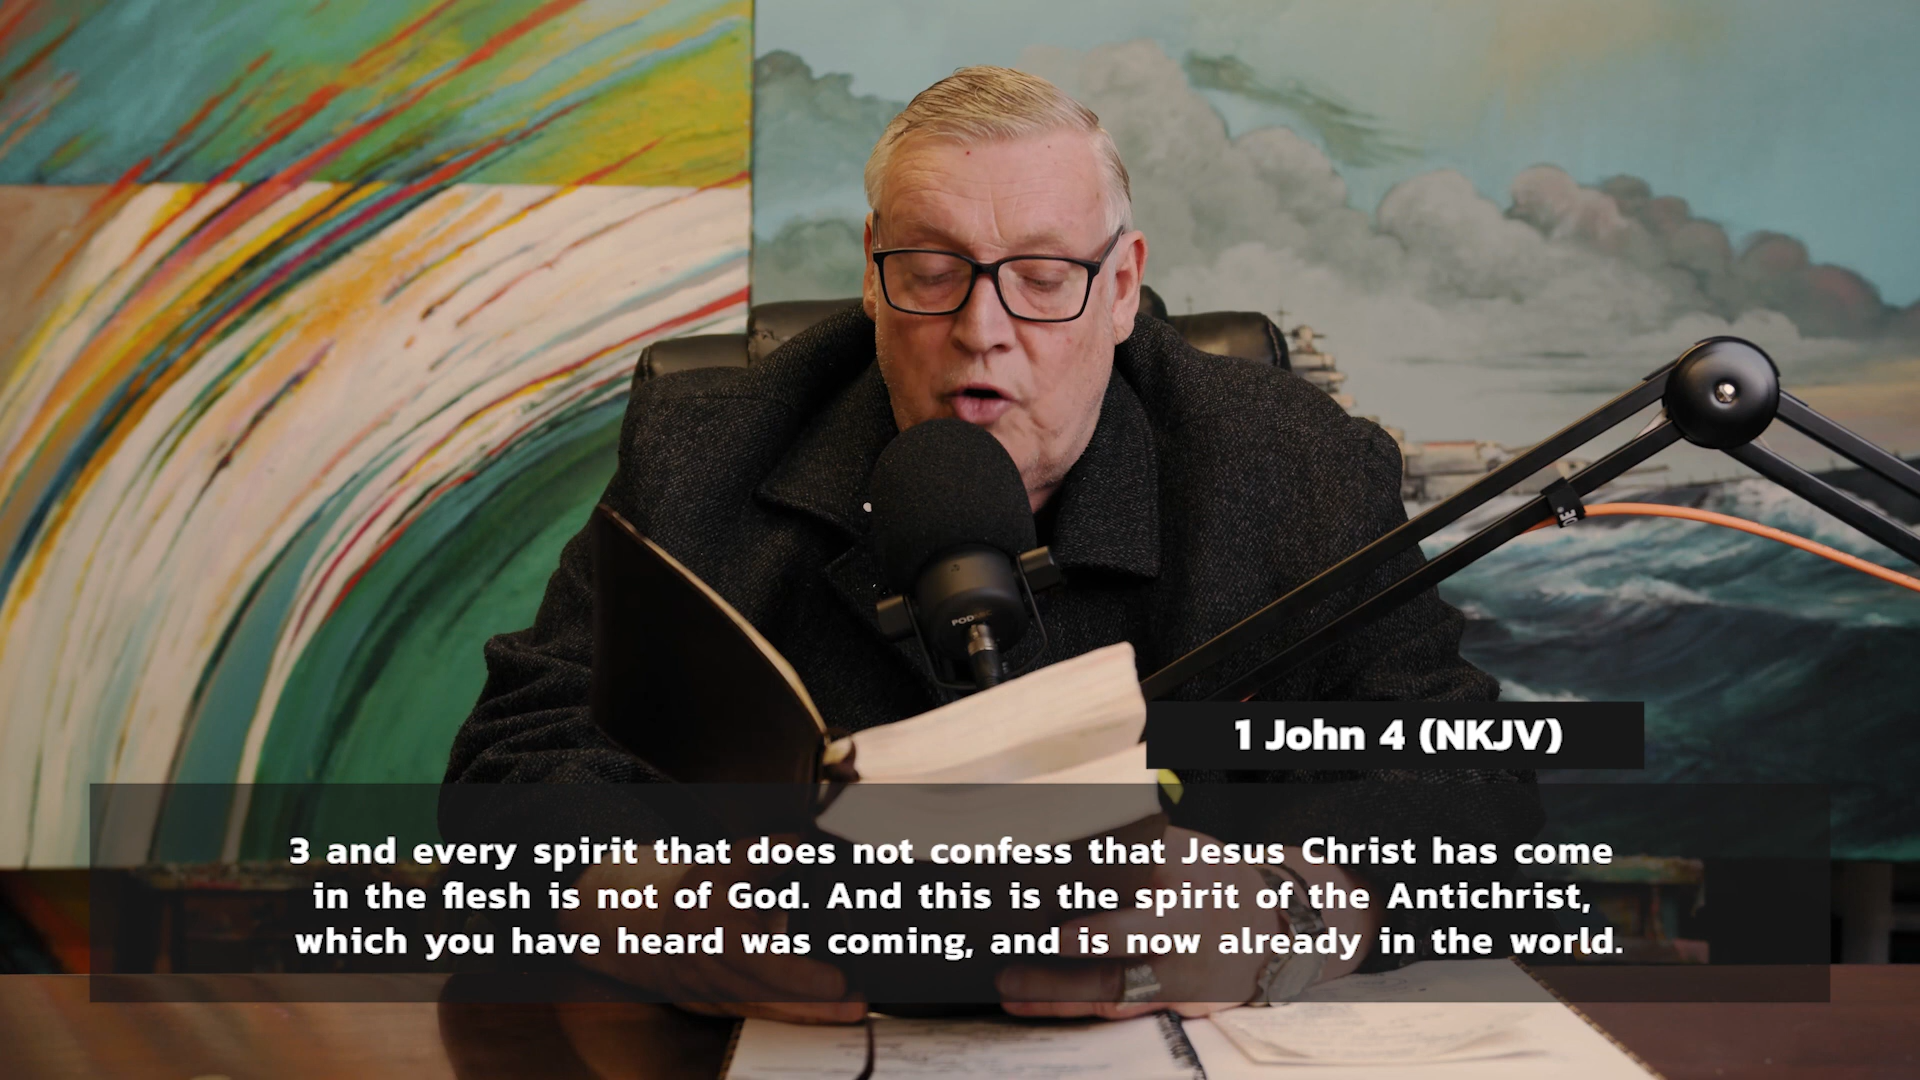 POD
1 John 4 (NKJV)
3 and every spirit that does not confess that Jesus Christ has come
in the flesh is not of God. And this is the spirit of the Antichrist,
which you have heard was coming, and is now already in the world.